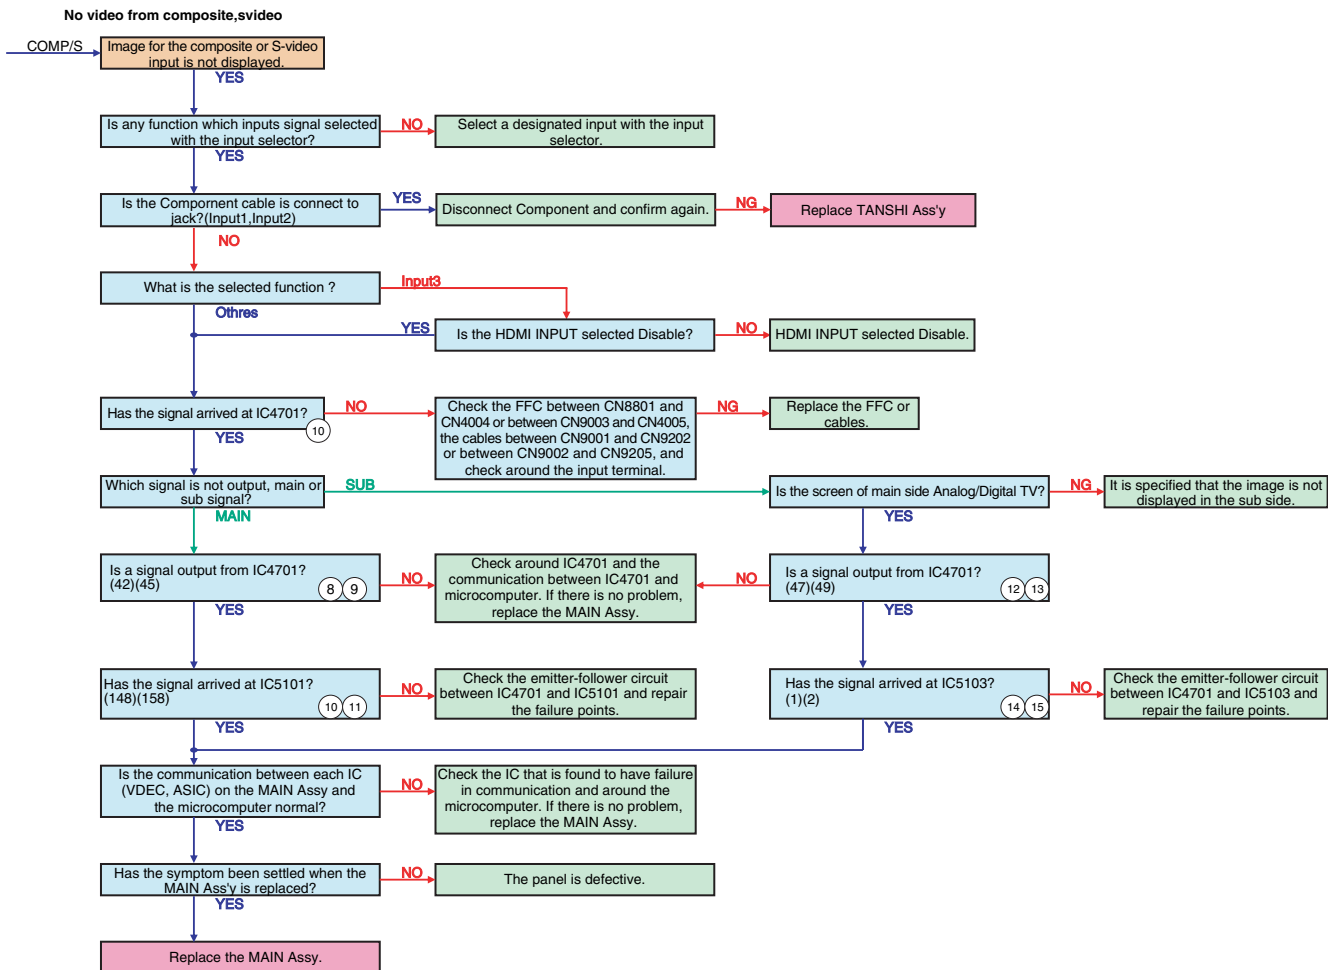 No video from composite,svideo
COMP/S
Image for the composite or S-video
input is not displayed.
YES
Is any function which inputs signal selected
with the input selector?
NO
Select a designated input with the input
selector.
YES
Is the Compornent cable is connect to
jack?(Input1,Input2)
YES
Disconnect Component and confirm again.
NG
Replace TANSHI Ass'y
NO
What is the selected function ?
Input3
Othres
YES
Is the HDMI INPUT selected Disable?
NO
HDMI INPUT selected Disable.
Has the signal arrived at IC4701?
10
NO
Check the FFC between CN8801 and
CN4004 or between CN9003 and CN4005,
the cables between CN9001 and CN9202
or between CN9002 and CN9205, and
check around the input terminal.
NG
Replace the FFC or
cables.
YES
Which signal is not output, main or
sub signal?
SUB
Is the screen of main side Analog/Digital TV?
NG
It is specified that the image is not
displayed in the sub side.
MAIN
YES
Is a signal output from IC4701?
(42)(45)
8 9
NO
Check around IC4701 and the
communication between IC4701 and
microcomputer. If there is no problem,
replace the MAIN Assy.
NO
Is a signal output from IC4701?
(47)(49)
12 13
YES
YES
Has the signal arrived at IC5101?
(148)(158)
10 11
NO
Check the emitter-follower circuit
between IC4701 and IC5101 and repair
the failure points.
Has the signal arrived at IC5103?
(1)(2)
14 15
NO
Check the emitter-follower circuit
between IC4701 and IC5103 and
repair the failure points.
YES
YES
Is the communication between each IC
(VDEC, ASIC) on the MAIN Assy and
the microcomputer normal?
NO
Check the IC that is found to have failure
in communication and around the
microcomputer. If there is no problem,
replace the MAIN Assy.
YES
Has the symptom been settled when the
MAIN Ass'y is replaced?
NO
The panel is defective.
YES
Replace the MAIN Assy.